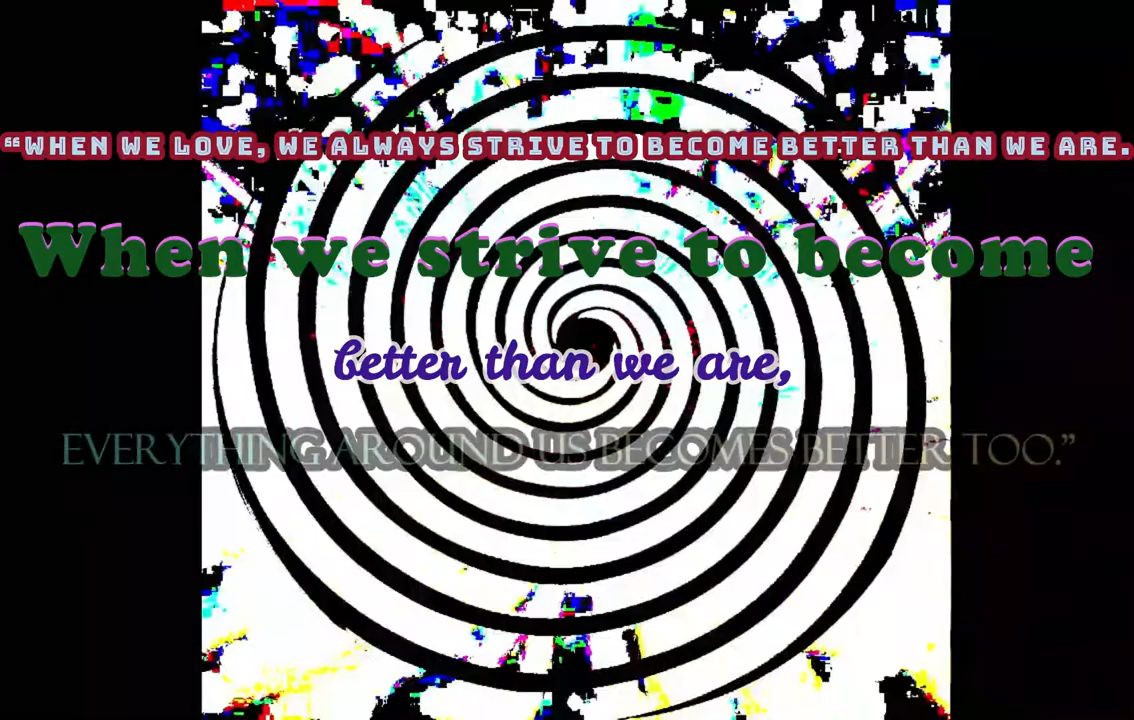 “WHEN WE LOVE, WE ALWAYS STRIVE TO BECOME BETTER THAN WE ARE.
When we strive to become
better than we are,
EVERYTHING AROUND US BECOMES BETTER TOO.”